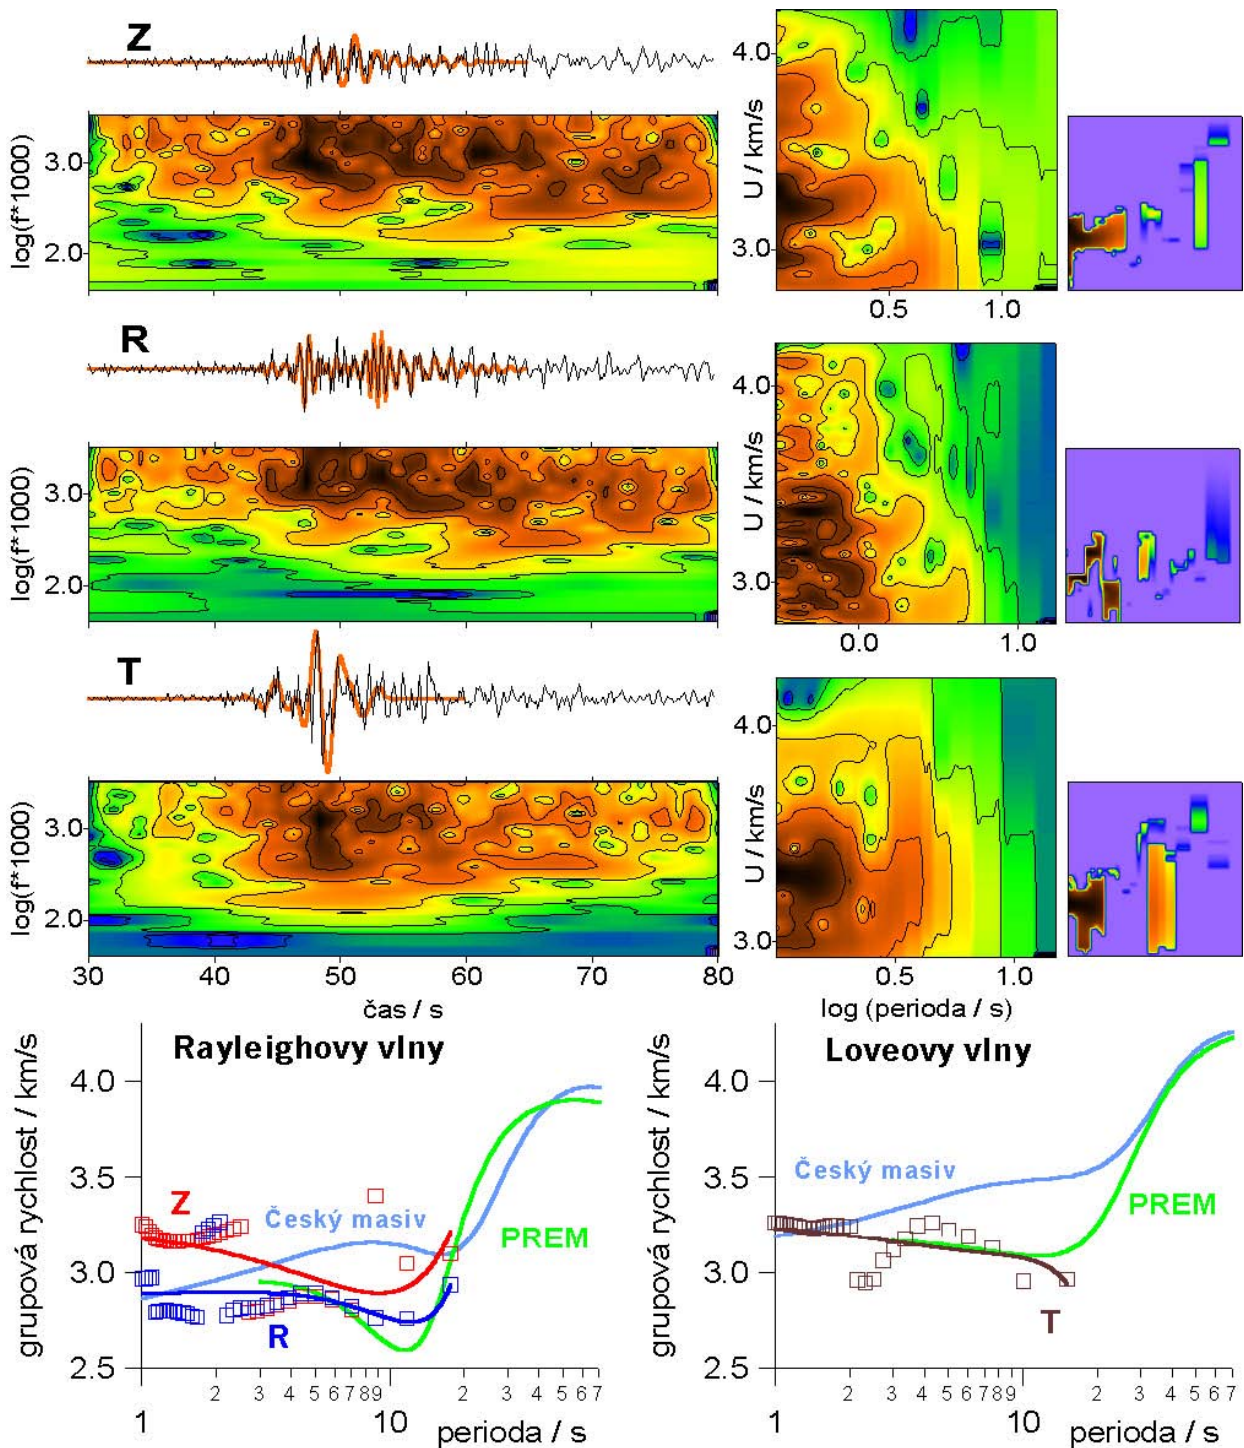 Z
log(f*1000)
3.0
2.0
U / km/s
4.0
3.0
0.5 1.0
R
log(f*1000)
3.0
2.0
U / km/s
4.0
3.0
0.0 1.0
T
log(f*1000)
3.0
2.0
30 40 50 60 70 80
čas / s
U / km/s
4.0
3.0
0.5 1.0
log (perioda / s)
Rayleighovy vlny
grupová rychlost / km/s
4.0
3.5
3.0
2.5
Z
Český masiv
PREM
R
2 3 4 5 6 7 8 9 2 3 4 5 6 7
1 10
perioda / s
Loveovy vlny
grupová rychlost / km/s
4.0
3.5
3.0
2.5
Český masiv
PREM
T
2 3 4 5 6 7 8 9 2 3 4 5 6 7
1 10
perioda / s